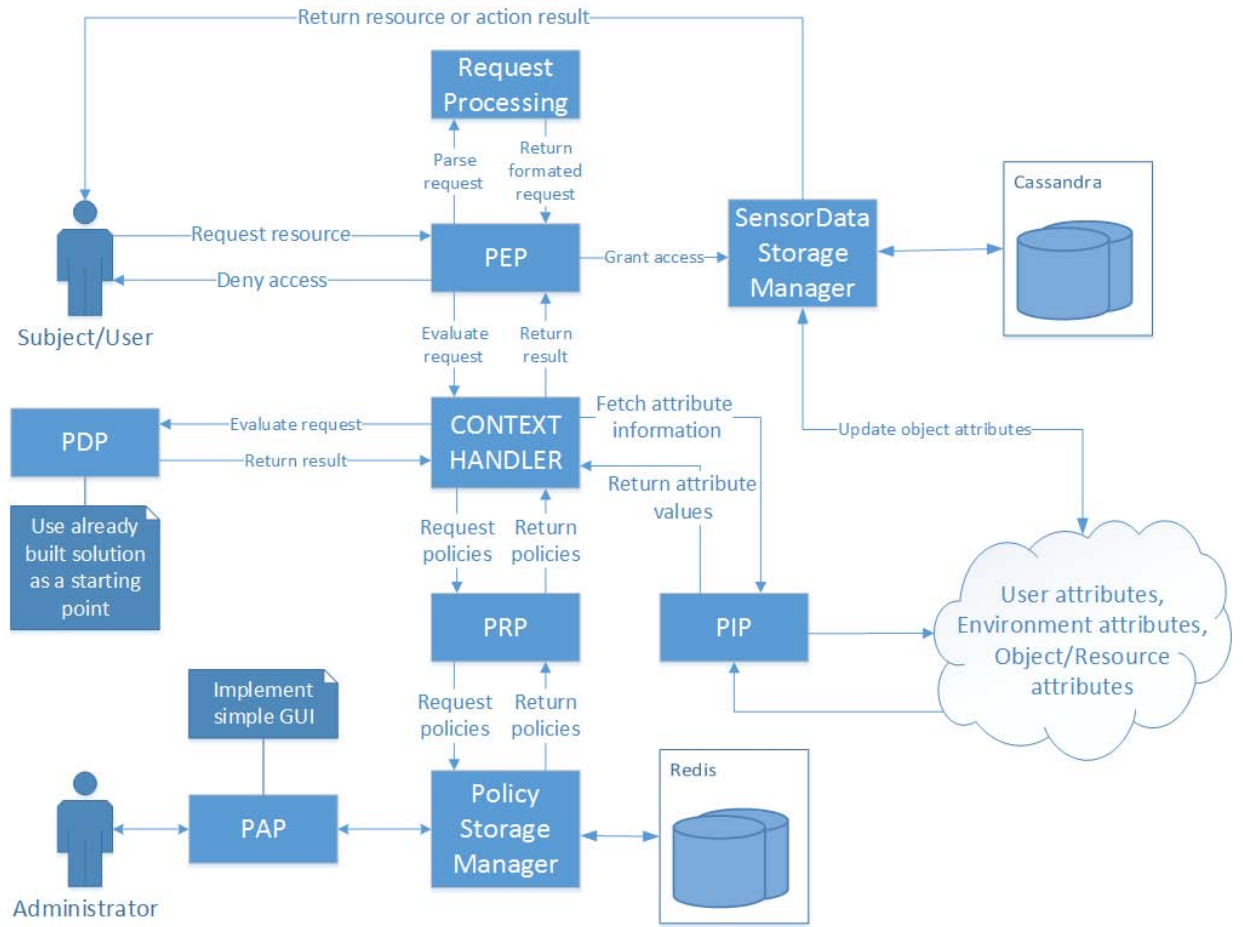 Return resource or action result
Request
Processing
Parse
request
Return
formated
request
Cassandra
SensorData
Storage
Manager
Request resource
PEP
Grant access
Deny access
Subject/User
Evaluate
request
Return
result
PDP
Evaluate request
Return result
CONTEXT
HANDLER
Fetch attribute
information
Update object attributes
Return attribute
values
Use already
built solution
as a starting
point
Request
policies
Return
policies
PRP
PIP
User attributes,
Environment attributes,
Object/Resource
attributes
Implement
simple GUI
Request
policies
Return
policies
Redis
PAP
Policy
Storage
Manager
Administrator